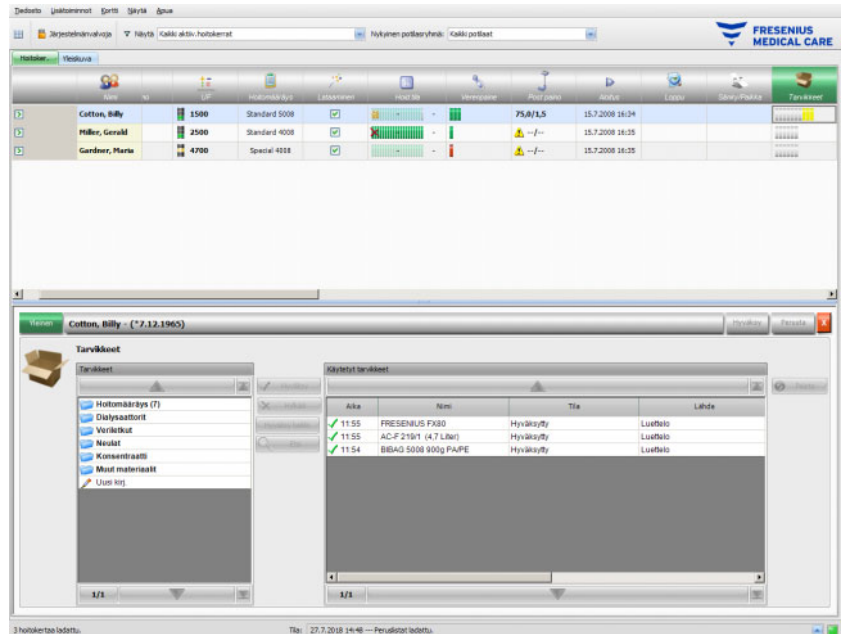 Tiedosto Lisätoiminnot Kortti Näytä Apua
Järjestelmänvalvoja Näytä Kaikki aktiiv.hoitokerrat Nykyinen potilasryhmä: Kaikki potilaat
FRESENIUS
MEDICAL CARE
Hoitoker.. Yleiskuva
Nimi no UF Hoitomääräys Lataaminen Hoid.tila Verenpaine Post paino Aloitus Loppu Sänky/Paikka Tarvikkeet
Cotton, Billy 1500 Standard 5008 - - 75,0/1,5 15.7.2008 16:34
Miller, Gerald 2500 Standard 4008 - --/-- 15.7.2008 16:35
Gardner, Maria 4700 Special 4008 - - --/-- 15.7.2008 16:35
Yleinen Cotton, Billy - (*7.12.1965) Hyväksy Peruuta X
Tarvikkeet
Tarvikkeet Käytetyt tarvikkeet
Aika Nimi Tila Lähde
Hoitomääräys (7)
Dialysaattorit
Veriletkut
Neulat
Konsentraatti
Muut materiaalit
Uusi kirj.
11:55 FRESENIUS FX80 Hyväksytty Luettelo
11:55 AC-F 219/1 (4,7 Liter) Hyväksytty Luettelo
11:54 BIBAG 5008 900g PA/PE Hyväksytty Luettelo
1/1 1/1
3 hoitokertaa ladattu. Tila: 27.7.2018 14:48 --- Peruslistat ladattu.